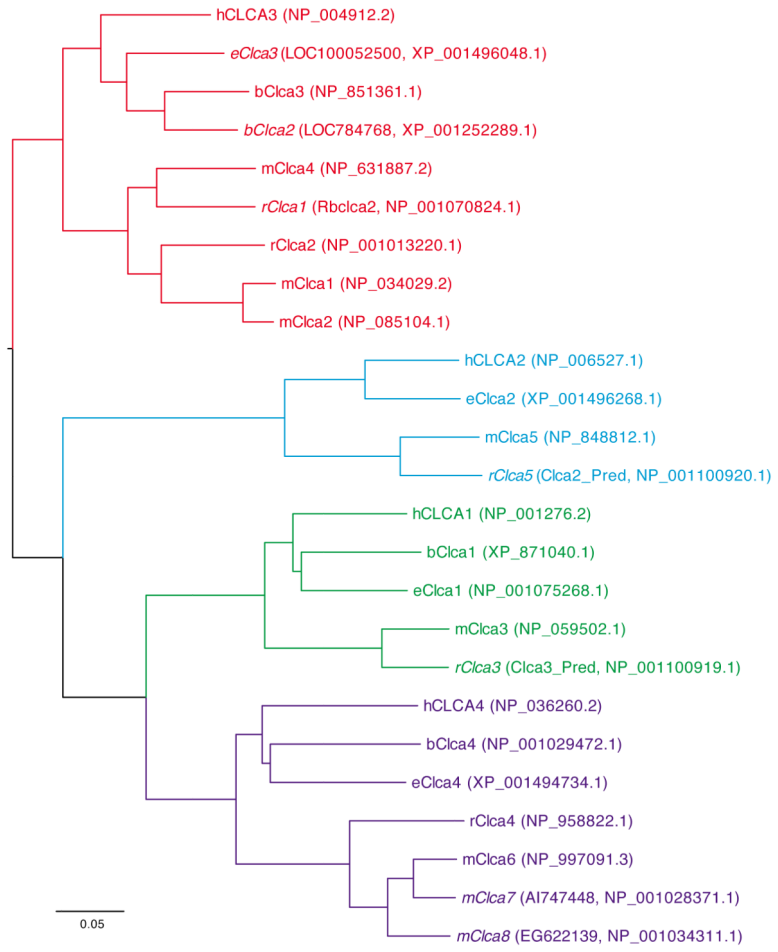 hCLCA3 (NP_004912.2)
eClca3 (LOC100052500, XP_001496048.1)
bClca3 (NP_851361.1)
bClca2 (LOC784768, XP_001252289.1)
mClca4 (NP_631887.2)
rClca1 (Rbclca2, NP_001070824.1)
rClca2 (NP_001013220.1)
mClca1 (NP_034029.2)
mClca2 (NP_085104.1)
hCLCA2 (NP_006527.1)
eClca2 (XP_001496268.1)
mClca5 (NP_848812.1)
rClca5 (Clca2_Pred, NP_001100920.1)
hCLCA1 (NP_001276.2)
bClca1 (XP_871040.1)
eClca1 (NP_001075268.1)
mClca3 (NP_059502.1)
rClca3 (Clca3_Pred, NP_001100919.1)
hCLCA4 (NP_036260.2)
bClca4 (NP_001029472.1)
eClca4 (XP_001494734.1)
rClca4 (NP_958822.1)
mClca6 (NP_997091.3)
mClca7 (AI747448, NP_001028371.1)
mClca8 (EG622139, NP_001034311.1)
0.05